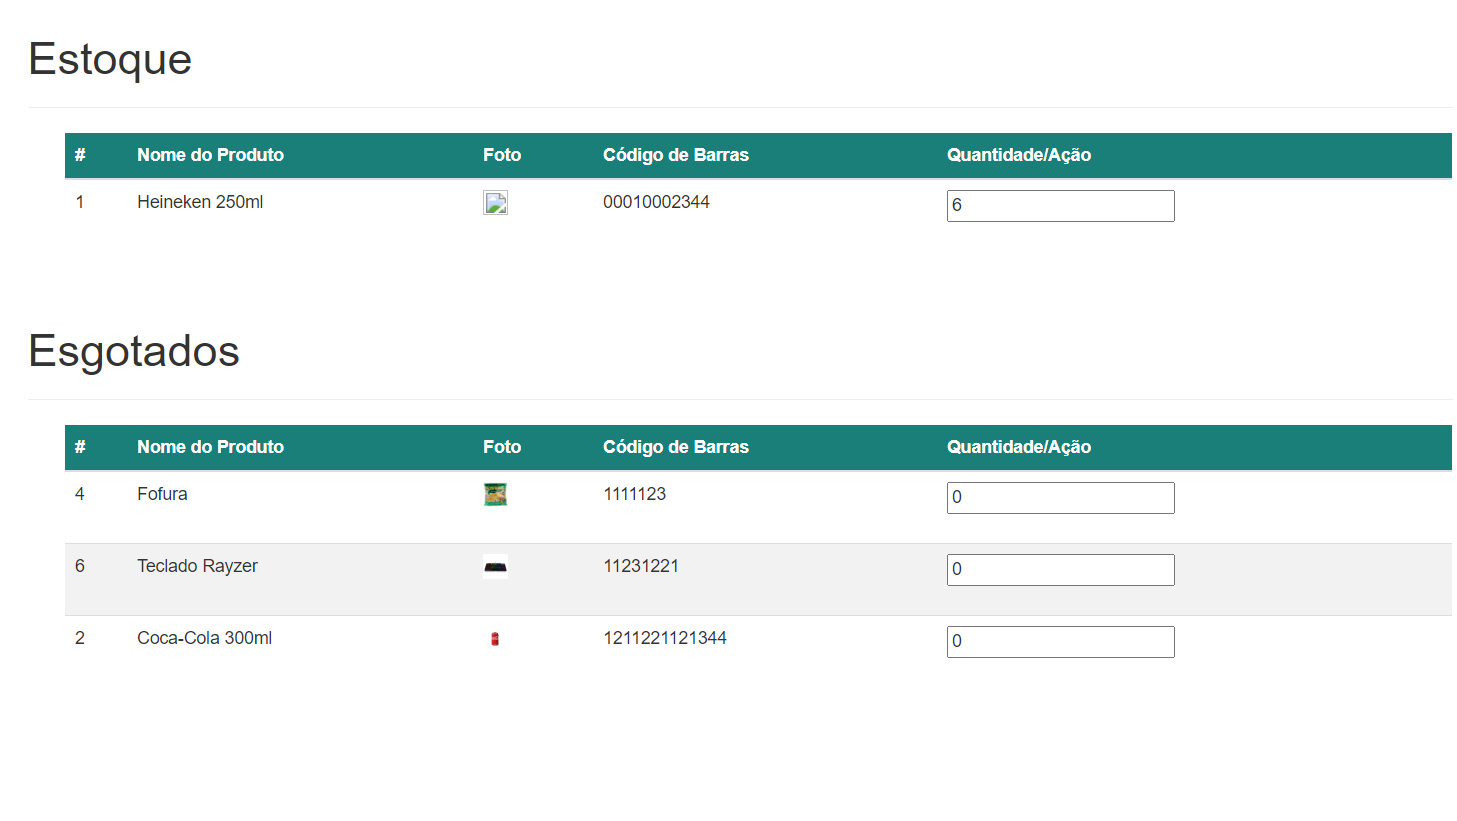 Estoque
# Nome do Produto Foto Código de Barras Quantidade/Ação
1 Heineken 250ml 00010002344 6
Esgotados
# Nome do Produto Foto Código de Barras Quantidade/Ação
4 Fofura 1111123 0
6 Teclado Rayzer 11231221 0
2 Coca-Cola 300ml 1211221121344 0